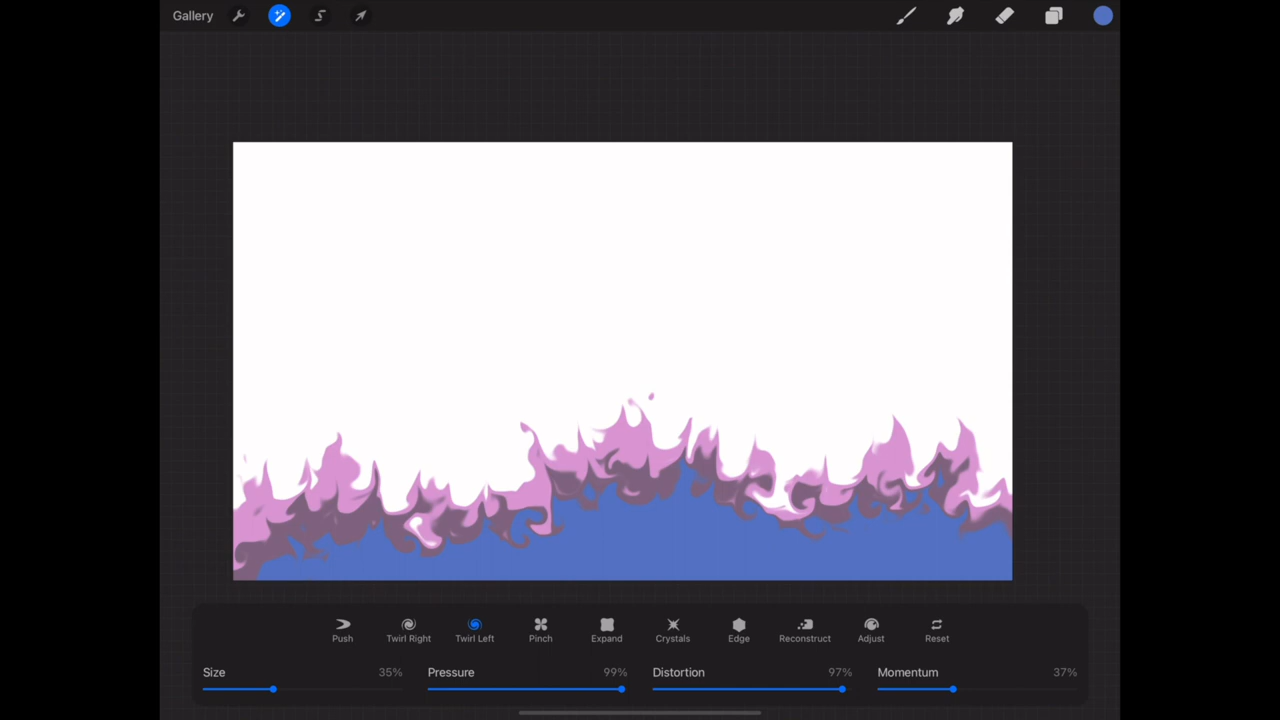 Gallery
Push Twirl Right Twirl Left Pinch Expand Crystals Edge Reconstruct Adjust Reset
Size 35% Pressure 99% Distortion 97% Momentum 37%